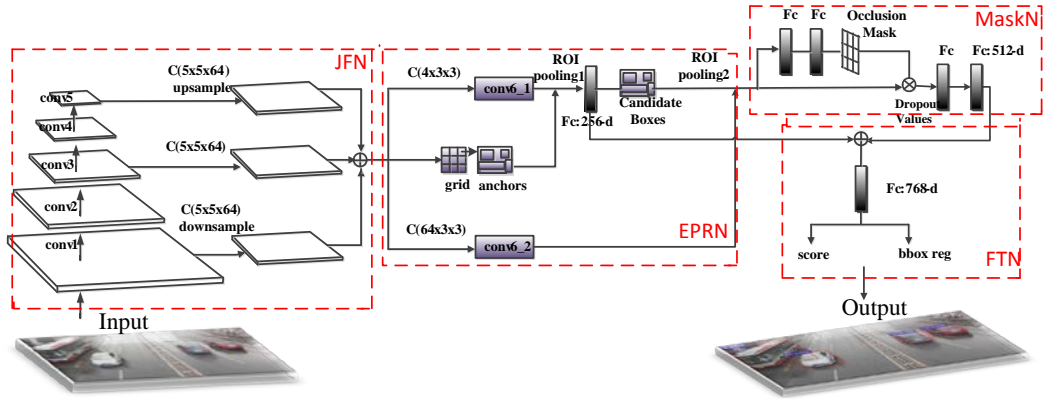 JFN
C(5x5x64)
upsample
conv5
conv4
conv3
conv2
conv1
C(5x5x64)
C(5x5x64)
downsample
Input
C(4x3x3)
conv6_1
ROI
pooling1
Fc:256-d
Candidate
Boxes
ROI
pooling2
grid
anchors
C(64x3x3)
conv6_2
EPRN
MaskN
Fc
Fc
Occlusion
Mask
Fc
Fc:512-d
Dropout
Values
Fc:768-d
score
bbox reg
FTN
Output